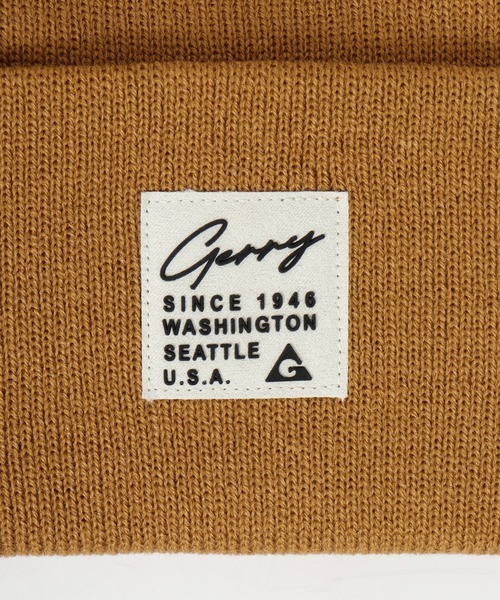 Gerry
SINCE 1946
WASHINGTON
SEATTLE
U.S.A.
G